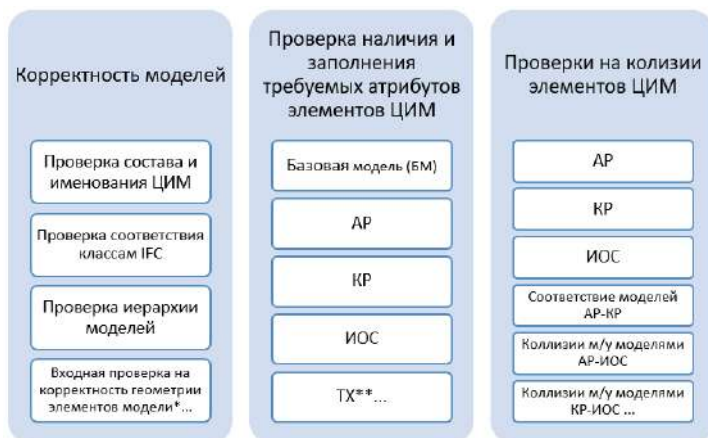 Корректность моделей
Проверка состава и
именования ЦИМ
Проверка соответствия
классам IFC
Проверка иерархии
моделей
Входная проверка на
корректность геометрии
элементов модели*...
Проверка наличия и
заполнения
требуемых атрибутов
элементов ЦИМ
Базовая модель (БМ)
АР
КР
ИОС
ТХ**...
Проверки на колизии
элементов ЦИМ
АР
КР
ИОС
Соответствие моделей
АР-КР
Коллизии м/у моделями
АР-ИОС
Коллизии м/у моделями
КР-ИОС ...